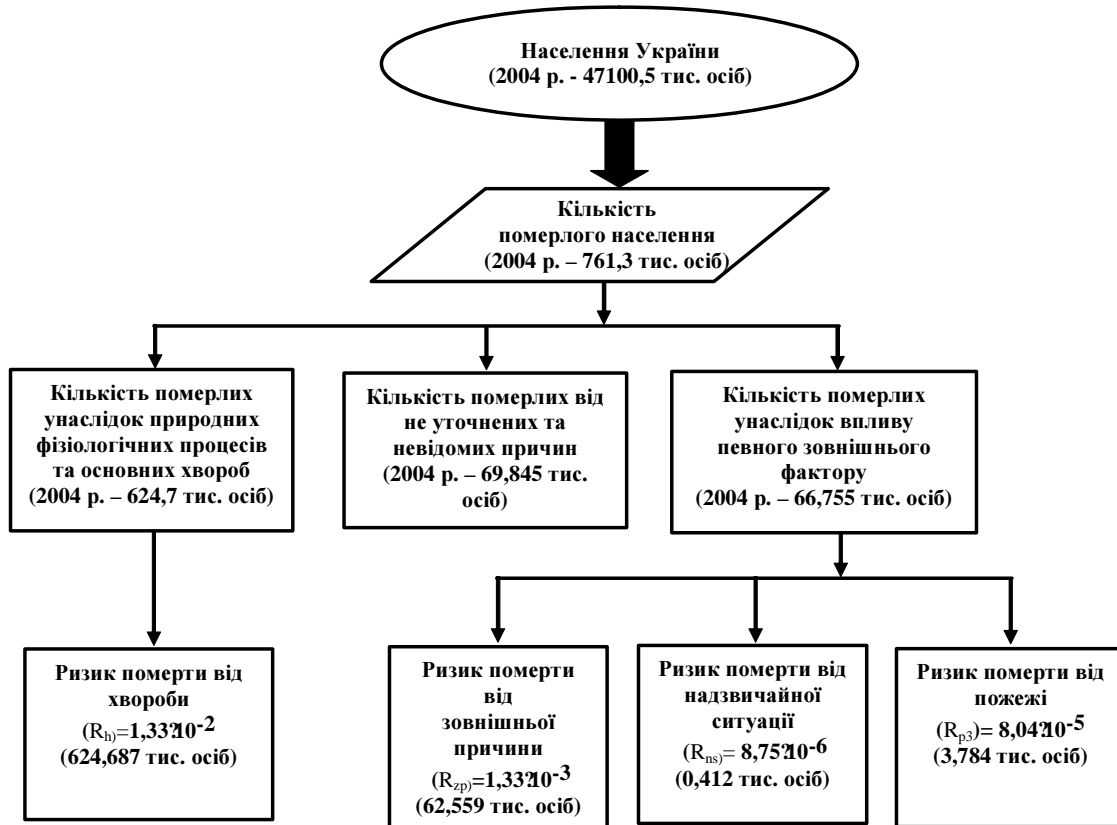 Населення України
(2004 р. - 47100,5 тис. осіб)
Кількість
померлого населення
(2004 р. – 761,3 тис. осіб)
Кількість померлих
унаслідок природних
фізіологічних процесів
та основних хвороб
(2004 р. – 624,7 тис. осіб)
Кількість померлих від
не уточнених та
невідомих причин
(2004 р. – 69,845 тис.
осіб)
Кількість померлих
унаслідок впливу
певного зовнішнього
фактору
(2004 р. – 66,755 тис. осіб)
Ризик померти від
хвороби
(Rh)=1,33?10-2
(624,687 тис. осіб)
Ризик померти
від
зовнішньої
причини
(Rzp)=1,33?10-3
(62,559 тис. осіб)
Ризик померти від
надзвичайної
ситуації
(Rns)= 8,75?10-6
(0,412 тис. осіб)
Ризик померти від
пожежі
(Rp3)= 8,04?10-5
(3,784 тис. осіб)